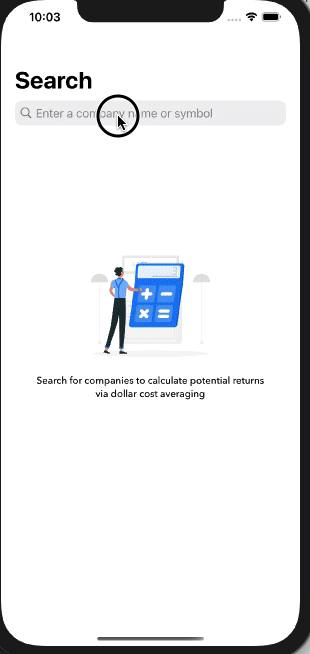 10:03
Search
Enter a company name or symbol
Search for companies to calculate potential returns
via dollar cost averaging